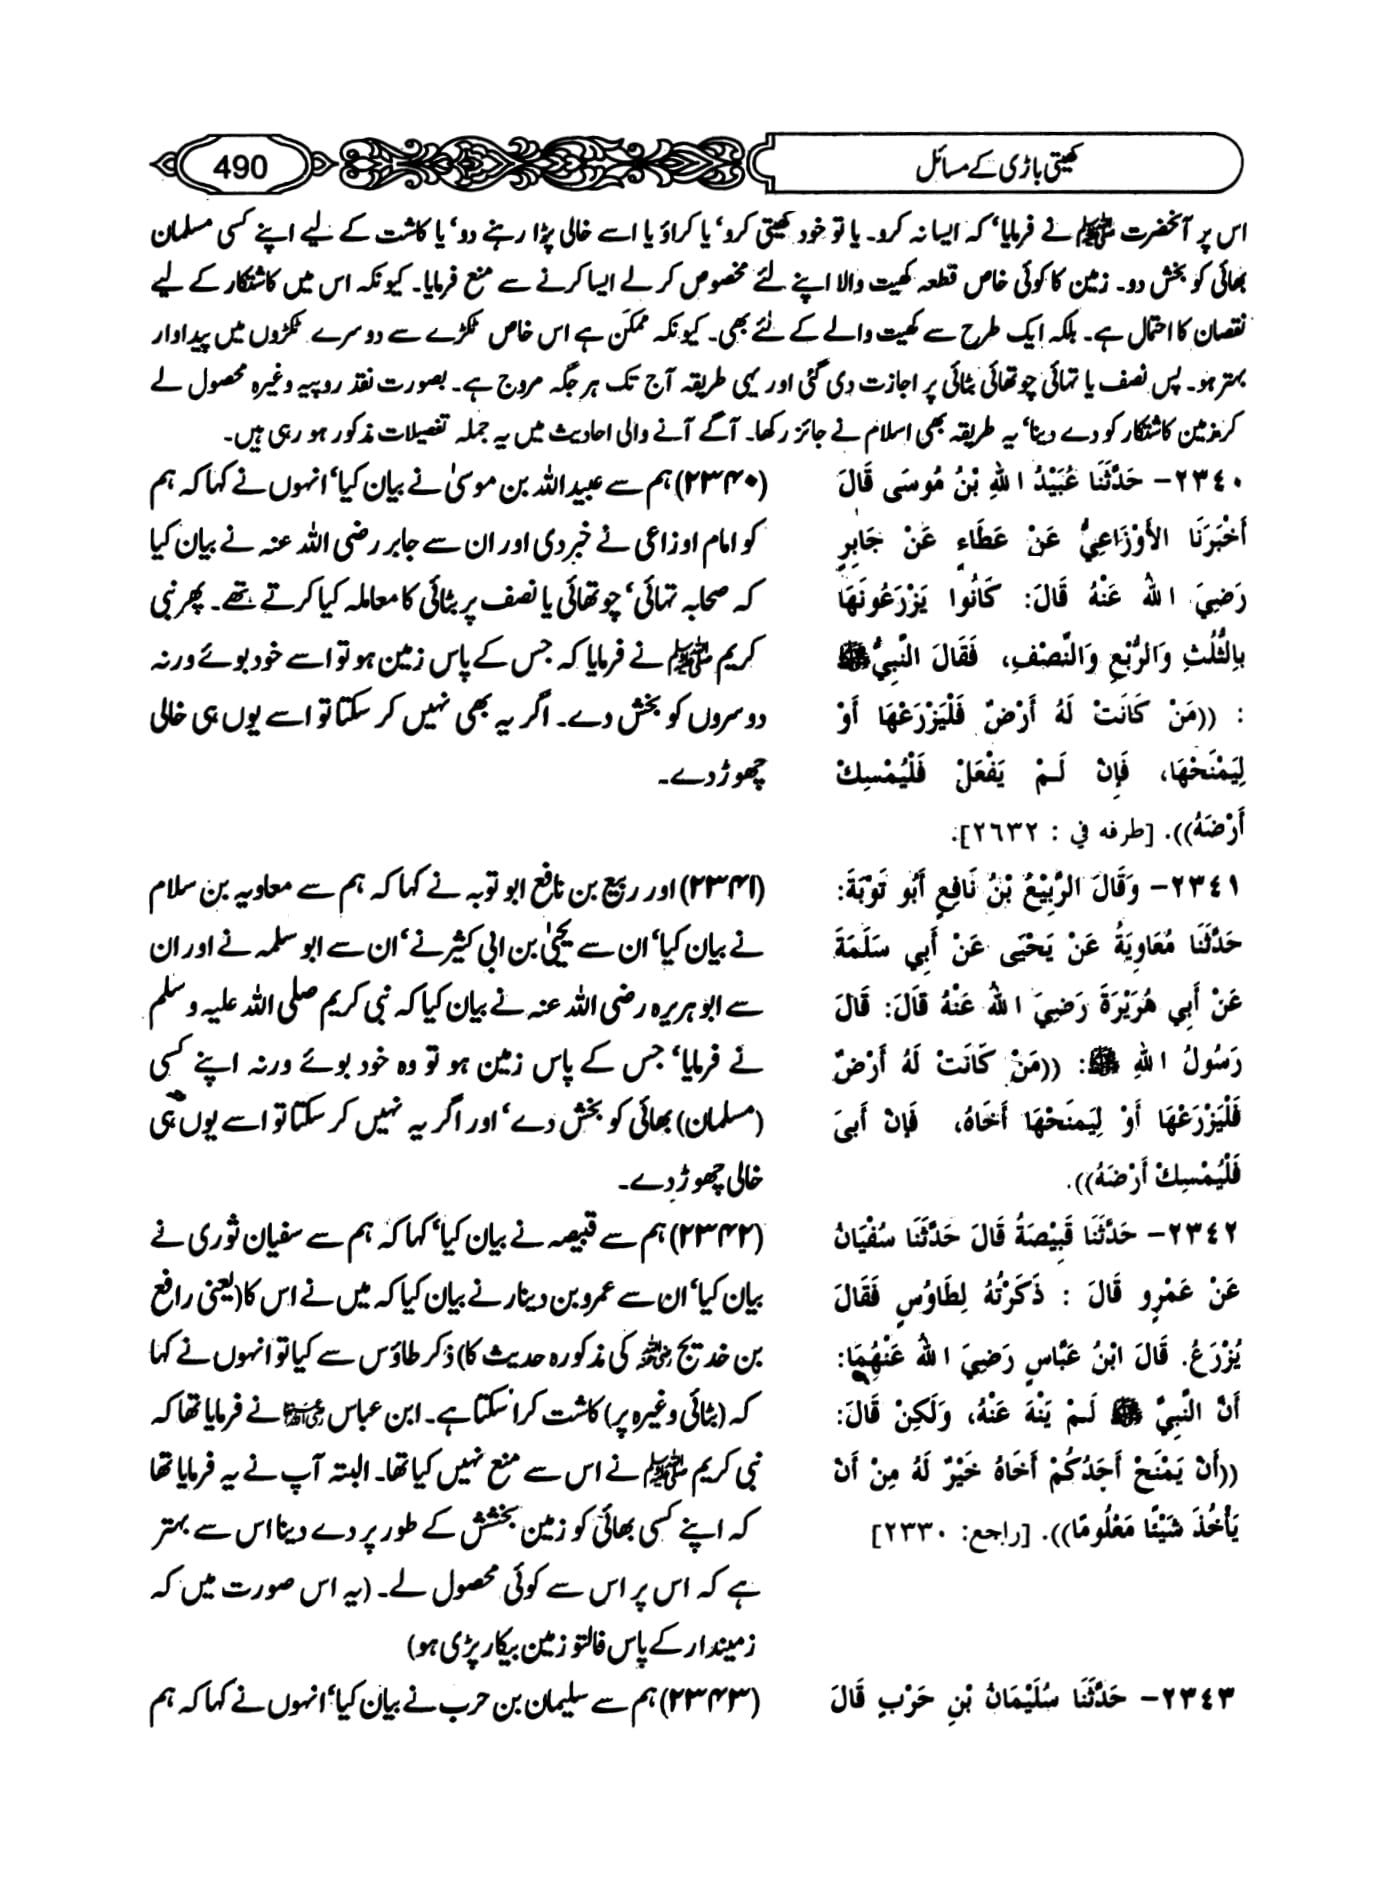 کھیتی باڑی کے مسائل
490
اس پر آنحضرت ﷺ نے فرمایا‘ کہ ایسا نہ کرو۔ یا تو خود کھیتی کرو‘ یا کراؤ یا اسے خالی پڑا رہنے دو‘ یا کاشت کے لیے اپنے کسی مسلمان
بھائی کو بخش دو۔ زمین کا کوئی خاص قطعہ کھیت والا اپنے لئے مخصوص کر لے ایسا کرنے سے منع فرمایا۔ کیونکہ اس میں کاشتکار کے لیے
نقصان کا احتمال ہے۔ بلکہ ایک طرح سے کھیت والے کے لئے بھی۔ کیونکہ ممکن ہے اس خاص ٹکڑے سے دوسرے ٹکڑوں میں پیداوار
بہتر ہو۔ پس نصف یا تہائی چوتھائی بٹائی پر اجازت دی گئی اور یہی طریقہ آج تک ہر جگہ مروج ہے۔ بصورت نقد روپیہ وغیرہ محصول لے
کر زمین کاشتکار کو دے دینا‘ یہ طریقہ بھی اسلام نے جائز رکھا۔ آگے آنے والی احادیث میں یہ جملہ تفصیلات مذکور ہو رہی ہیں۔
٢٣٤٠- حَدَّثَنَا عُبَيْدُ اللهِ بْنُ مُوسَى قَالَ
أَخْبَرَنَا الأَوْزَاعِيُّ عَنْ عَطَاءٍ عَنْ جَابِرٍ
رَضِيَ اللهُ عَنْهُ قَالَ: كَانُوا يَزْرَعُونَهَا
بِالثُّلُثِ وَالرُّبْعِ وَالنِّصْفِ، فَقَالَ النَّبِيُّ ﷺ
: ((مَنْ كَانَتْ لَهُ أَرْضٌ فَلْيَزْرَعْهَا أَوْ
لِيَمْنَحْهَا، فَإِنْ لَمْ يَفْعَلْ فَلْيُمْسِكْ
أَرْضَهُ)). [طرفه في : ٢٦٣٢].
(۲۳۴۰) ہم سے عبیداللہ بن موسیٰ نے بیان کیا‘ انہوں نے کہا کہ ہم
کو امام اوزاعی نے خبر دی اور ان سے جابر رضی اللہ عنہ نے بیان کیا
کہ صحابہ تہائی‘ چوتھائی یا نصف پر بٹائی کا معاملہ کیا کرتے تھے۔ پھر نبی
کریم ﷺ نے فرمایا کہ جس کے پاس زمین ہو تو اسے خود بوئے ورنہ
دوسروں کو بخش دے۔ اگر یہ بھی نہیں کر سکتا تو اسے یوں ہی خالی
چھوڑ دے۔
٢٣٤١- وَقَالَ الرَّبِيْعُ بْنُ نَافِعٍ أَبُو تَوْبَةَ:
حَدَّثَنَا مُعَاوِيَةُ عَنْ يَحْيَى عَنْ أَبِي سَلَمَةَ
عَنْ أَبِي هُرَيْرَةَ رَضِيَ اللهُ عَنْهُ قَالَ: قَالَ
رَسُولُ اللهِ ﷺ: ((مَنْ كَانَتْ لَهُ أَرْضٌ
فَلْيَزْرَعْهَا أَوْ لِيَمنَحْهَا أَخَاهُ، فَإِنْ أَبىَ
فَلْيُمْسِكْ أَرْضَهُ)).
(۲۳۴۱) اور ربیع بن نافع ابو توبہ نے کہا کہ ہم سے معاویہ بن سلام
نے بیان کیا‘ ان سے یحییٰ بن ابی کثیر نے‘ ان سے ابو سلمہ نے اور ان
سے ابوہریرہ رضی اللہ عنہ نے بیان کیا کہ نبی کریم صلی اللہ علیہ وسلم
نے فرمایا‘ جس کے پاس زمین ہو تو وہ خود بوئے ورنہ اپنے کسی
(مسلمان) بھائی کو بخش دے‘ اور اگر یہ نہیں کر سکتا تو اسے یوں ہی
خالی چھوڑ دے۔
٢٣٤٢- حَدَّثَنَا قَبِيْصَةُ قَالَ حَدَّثَنَا سُفْيَانُ
عَنْ عَمْرٍو قَالَ : ذَكَرْتُهُ لِطَاوُسٍ فَقَالَ
يُزْرَعُ. قَالَ ابْنُ عَبَّاسٍ رَضِيَ اللهُ عَنْهُمَا:
أَنَّ النَّبِيَّ ﷺ لَمْ يَنْهَ عَنْهُ، وَلَكِنْ قَالَ:
((أَنْ يَمْنَحَ أَحَدُكُمْ أَخَاهُ خَيْرٌ لَهُ مِنْ أَنْ
يَأْخُذَ شَيْئًا مَعْلُومًا)). [راجع: ٢٣٣٠]
(۲۳۴۲) ہم سے قبیصہ نے بیان کیا‘ کہا کہ ہم سے سفیان ثوری نے
بیان کیا‘ ان سے عمرو بن دینار نے بیان کیا کہ میں نے اس کا (یعنی رافع
بن خدیج رضی اللہ عنہ کی مذکورہ حدیث کا) ذکر طاؤس سے کیا تو انہوں نے کہا
کہ (بٹائی وغیرہ پر) کاشت کرا سکتا ہے۔ ابن عباس رضی اللہ عنہما نے فرمایا تھا کہ
نبی کریم ﷺ نے اس سے منع نہیں کیا تھا۔ البتہ آپ نے یہ فرمایا تھا
کہ اپنے کسی بھائی کو زمین بخشش کے طور پر دے دینا اس سے بہتر
ہے کہ اس پر اس سے کوئی محصول لے۔ (یہ اس صورت میں کہ
زمیندار کے پاس فالتو زمین بیکار پڑی ہو)
٢٣٤٣- حَدَّثَنَا سُلَيْمَانُ بْنِ حَرْبٍ قَالَ
(۲۳۴۳) ہم سے سلیمان بن حرب نے بیان کیا‘ انہوں نے کہا کہ ہم